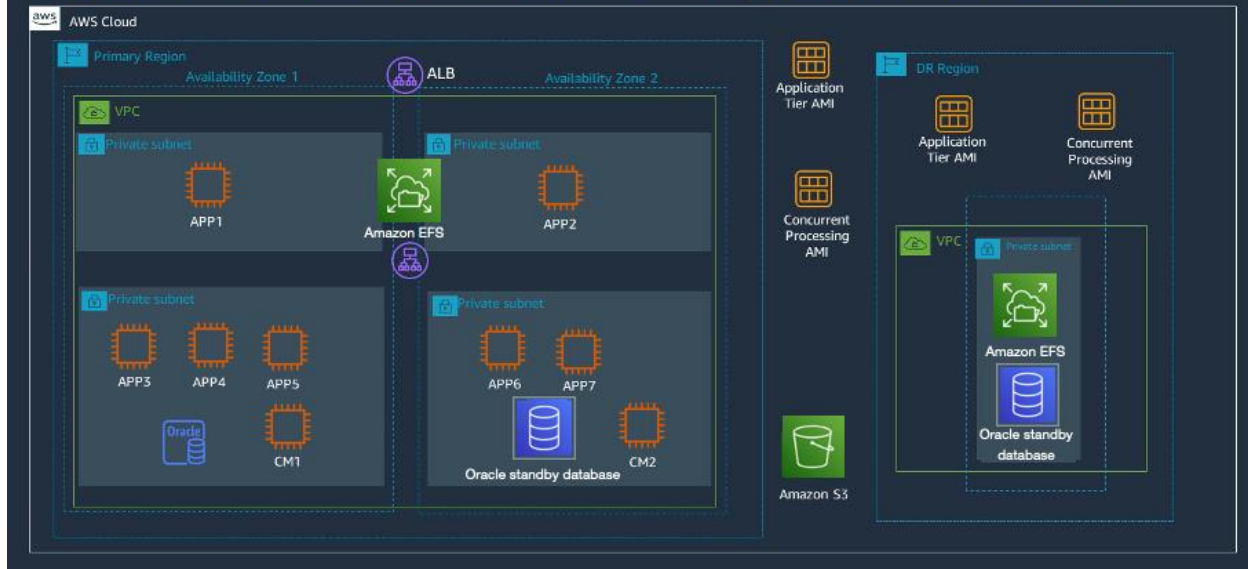 aws
AWS Cloud
Primary Region
Availability Zone 1
ALB
Availability Zone 2
VPC
Private subnet
APP1
Amazon EFS
Private subnet
APP2
Private subnet
APP3
APP4
APP5
Oracle
CM1
Private subnet
APP6
APP7
Oracle standby database
CM2
Application
Tier AMI
Concurrent
Processing
AMI
Amazon S3
DR Region
Application
Tier AMI
Concurrent
Processing
AMI
VPC
Private subnet
Amazon EFS
Oracle standby
database